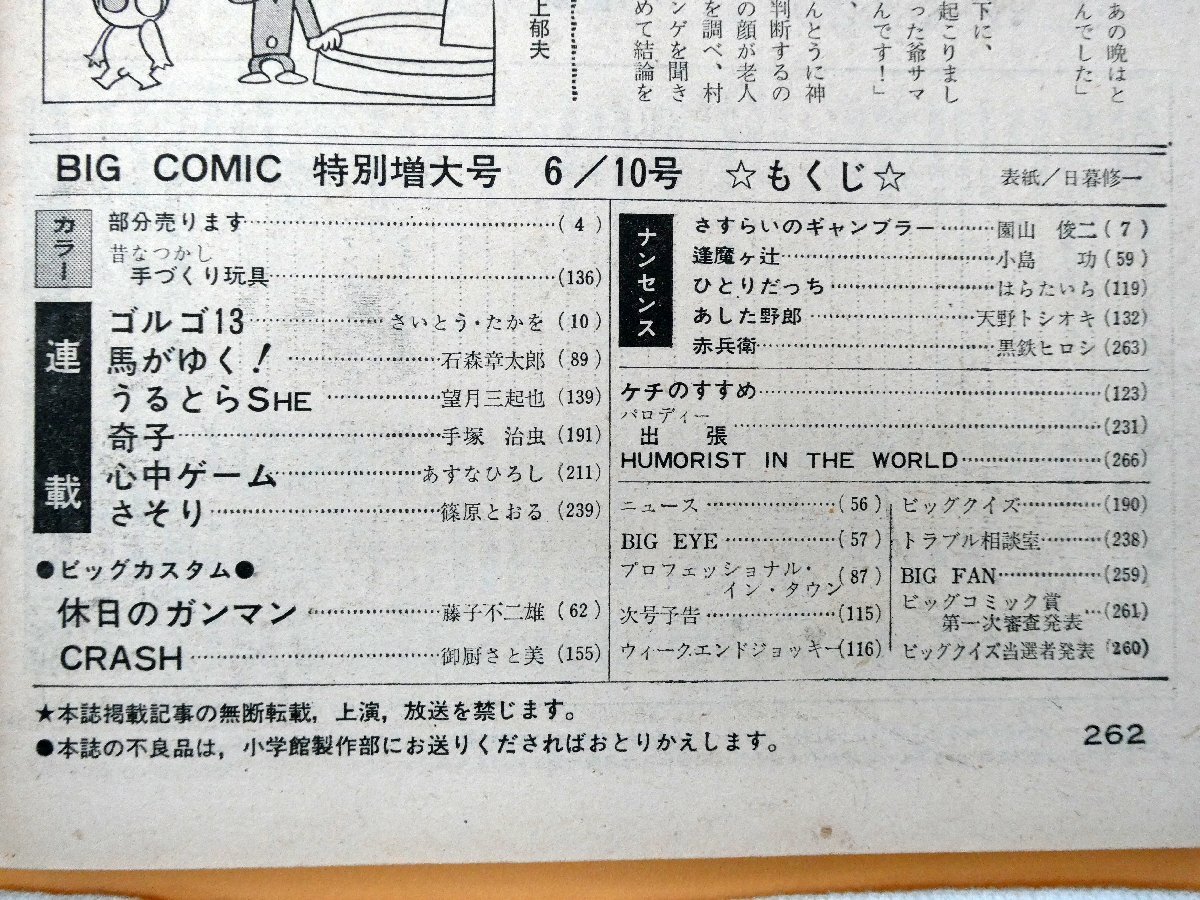 あの晩はと
んでした」
下に、
起こりまし
った爺サマ
んです!」
んとうに神
判断するの
の顔が老人
を調べ、村
ンゲを聞き
めて結論を
上郁夫
BIG COMIC 特別増大号 6/10号 ☆もくじ☆ 表紙/日暮修一
カラー
部分売ります(4)
昔なつかし
手づくり玩具(136)
連載
ゴルゴ13 さいとう・たかを(10)
馬がゆく! 石森章太郎(89)
うるとらSHE 望月三起也(139)
奇子 手塚 治虫(191)
心中ゲーム あすなひろし(211)
さそり 篠原とおる(239)
●ビッグカスタム●
休日のガンマン 藤子不二雄(62)
CRASH 御厨さと美(155)
ナンセンス
さすらいのギャンブラー 園山 俊二(7)
逢魔ヶ辻 小島 功(59)
ひとりだっち はらたいら(119)
あした野郎 天野トシオキ(132)
赤兵衛 黒鉄ヒロシ(263)
ケチのすすめ(123)
パロディー
出 張(231)
HUMORIST IN THE WORLD(266)
ニュース(56)
BIG EYE(57)
プロフェッショナル・
イン・タウン(87)
次号予告(115)
ウィークエンドジョッキー(116)
ビッグクイズ(190)
トラブル相談室(238)
BIG FAN(259)
ビッグコミック賞
第一次審査発表(261)
ビッグクイズ当選者発表(260)
★本誌掲載記事の無断転載,上演,放送を禁じます。
●本誌の不良品は,小学館製作部にお送りくださればおとりかえします。
262